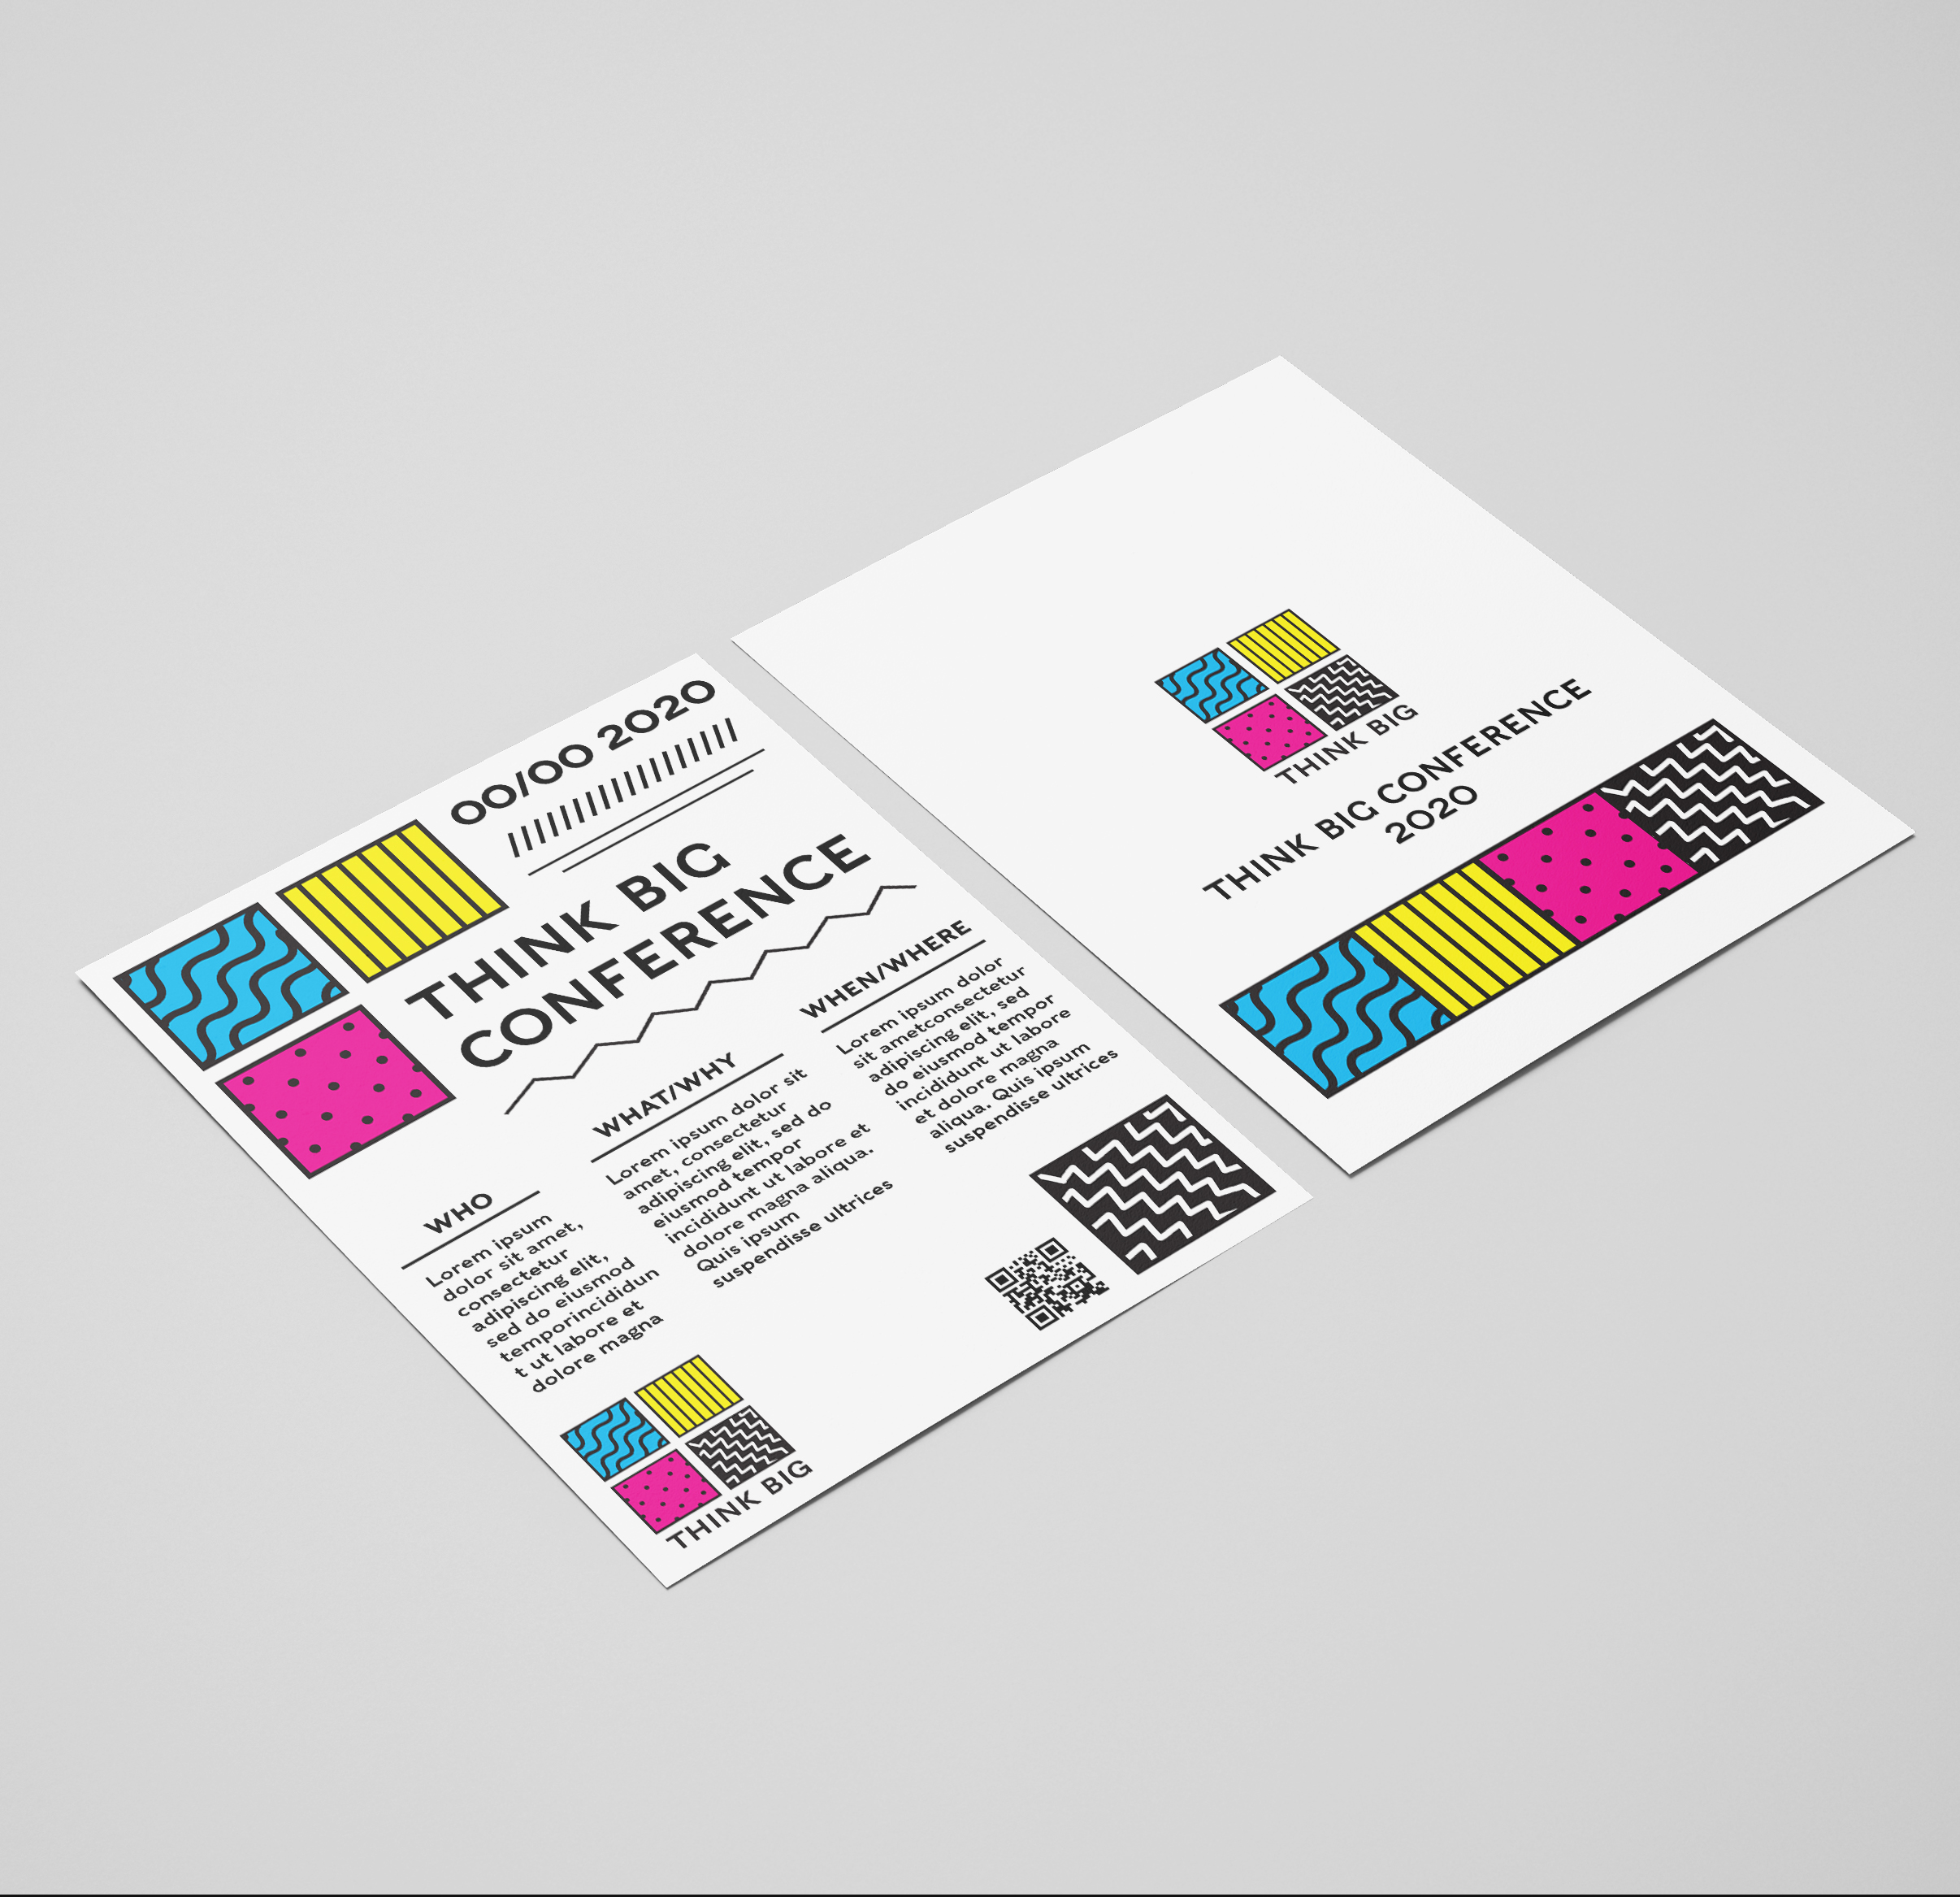 OO/OO 2020
THINK BIG
CONFERENCE
WHO
Lorem ipsum
dolor sit amet,
consectetur
adipiscing elit,
sed do eiusmod
temporincididun
t ut labore et
dolore magna
WHAT/WHY
Lorem ipsum dolor sit
amet, consectetur
adipiscing elit, sed do
eiusmod tempor
incididunt ut labore et
dolore magna aliqua.
Quis ipsum
suspendisse ultrices
WHEN/WHERE
Lorem ipsum dolor
sit ametconsectetur
adipiscing elit, sed
do eiusmod tempor
incididunt ut labore
et dolore magna
aliqua. Quis ipsum
suspendisse ultrices
THINK BIG
THINK BIG
THINK BIG CONFERENCE
2020